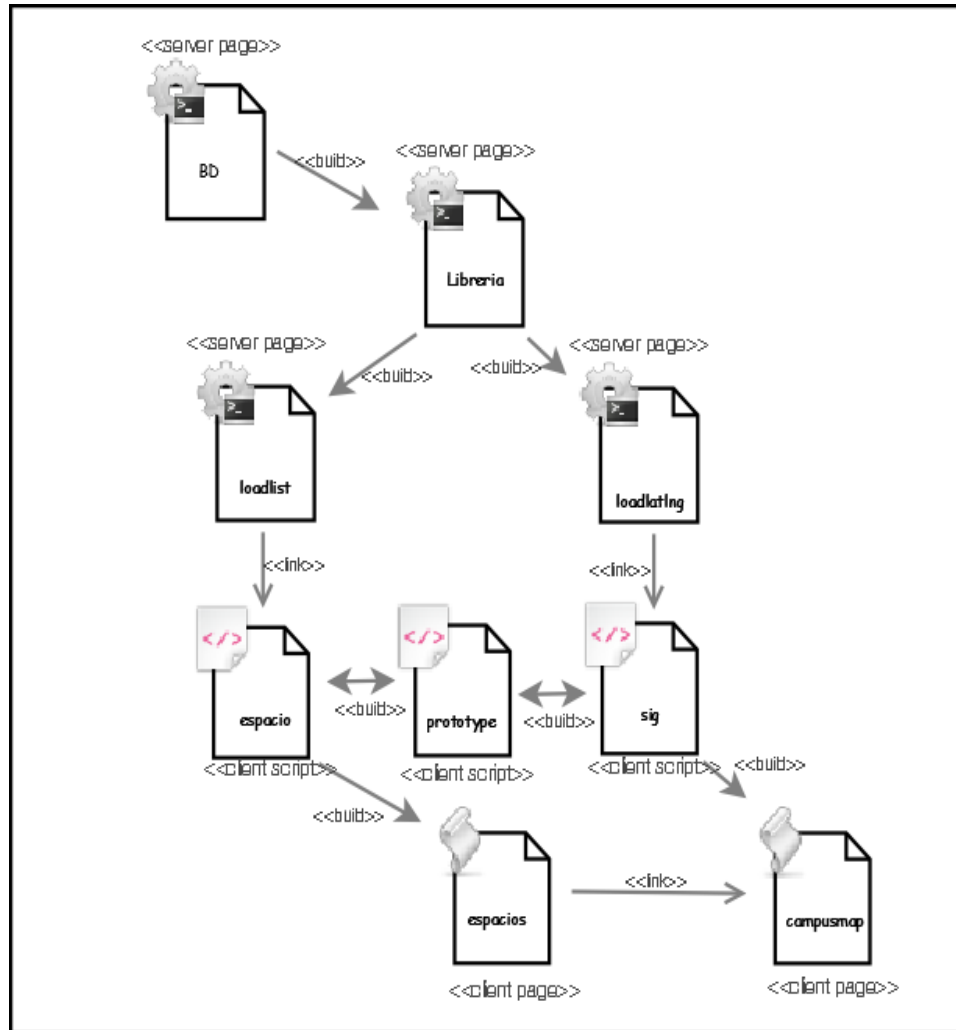 <<server page>>
>_
BD
<<build>>
<<server page>>
>_
Libreria
<<server page>>
<<build>>
<<build>>
<<server page>>
>_
>_
loadlist
loadlatlng
<<link>>
<<link>>
</>
</>
</>
espacio
<<build>>
prototype
<<build>>
sig
<<client script>>
<<client script>>
<<client script>>
<<build>>
<<build>>
<<link>>
espacios
campusmap
<<client page>>
<<client page>>